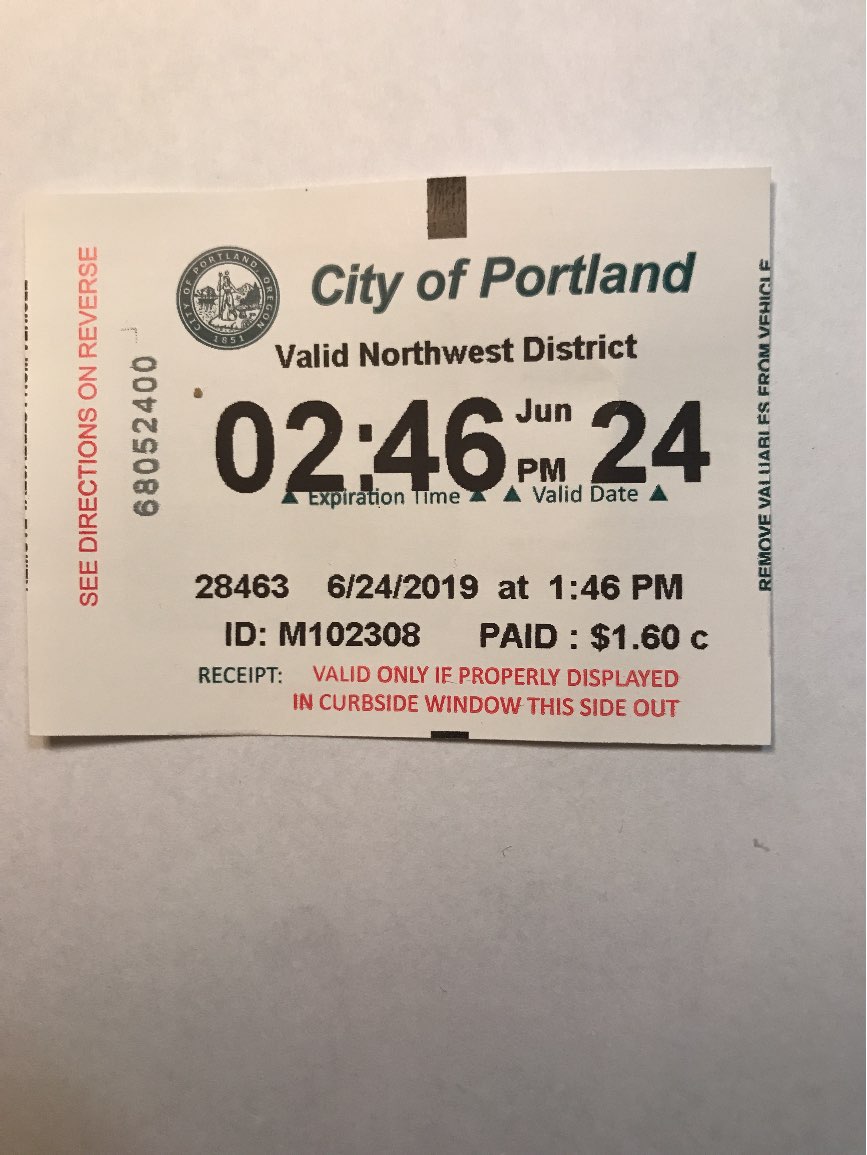 SEE DIRECTIONS ON REVERSE
68052400
CITY OF PORTLAND, OREGON
1851
City of Portland
Valid Northwest District
02:46 PM Jun 24
▲ Expiration Time ▲ ▲ Valid Date ▲
28463 6/24/2019 at 1:46 PM
ID: M102308 PAID : $1.60 c
RECEIPT: VALID ONLY IF PROPERLY DISPLAYED
IN CURBSIDE WINDOW THIS SIDE OUT
REMOVE VALUABLES FROM VEHICLE